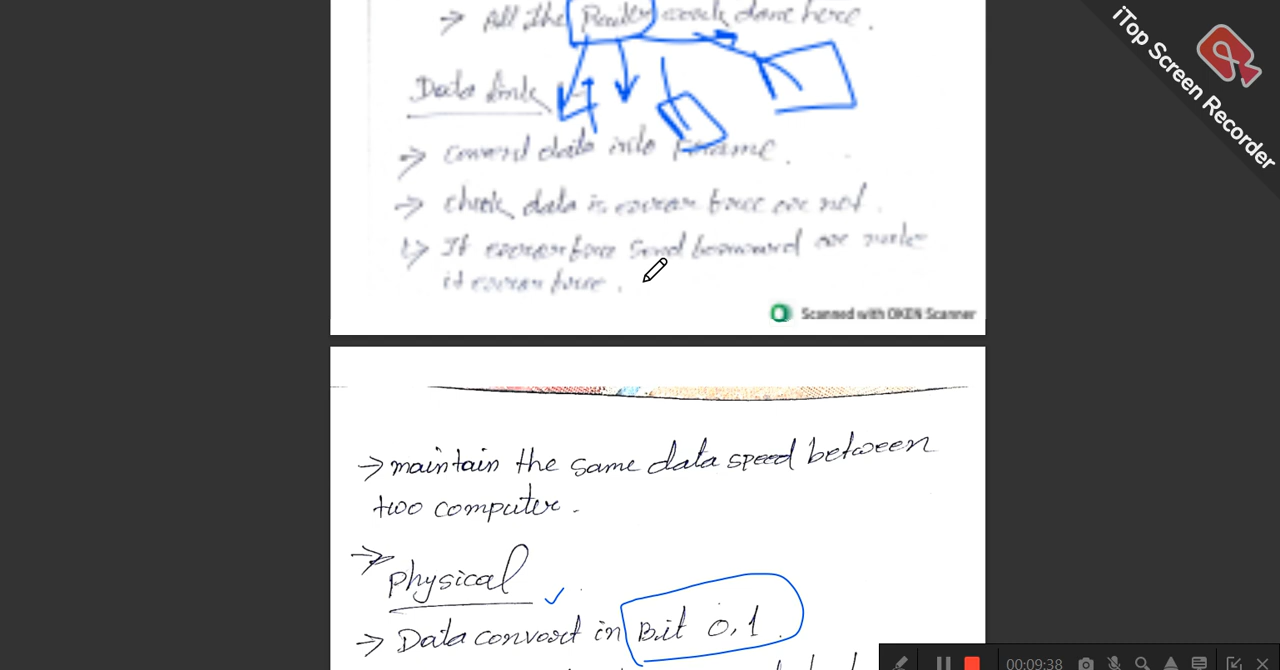 → All the Router work done here.
Data link
→ convert data into Frame.
→ check data is error free or not.
↳ If error free send forward or make
it error free.
Scanned with OKEN Scanner
→ maintain the same data speed between
two computer.
→ Physical
→ Data convert in Bit 0,1.
iTop Screen Recorder
00:09:38